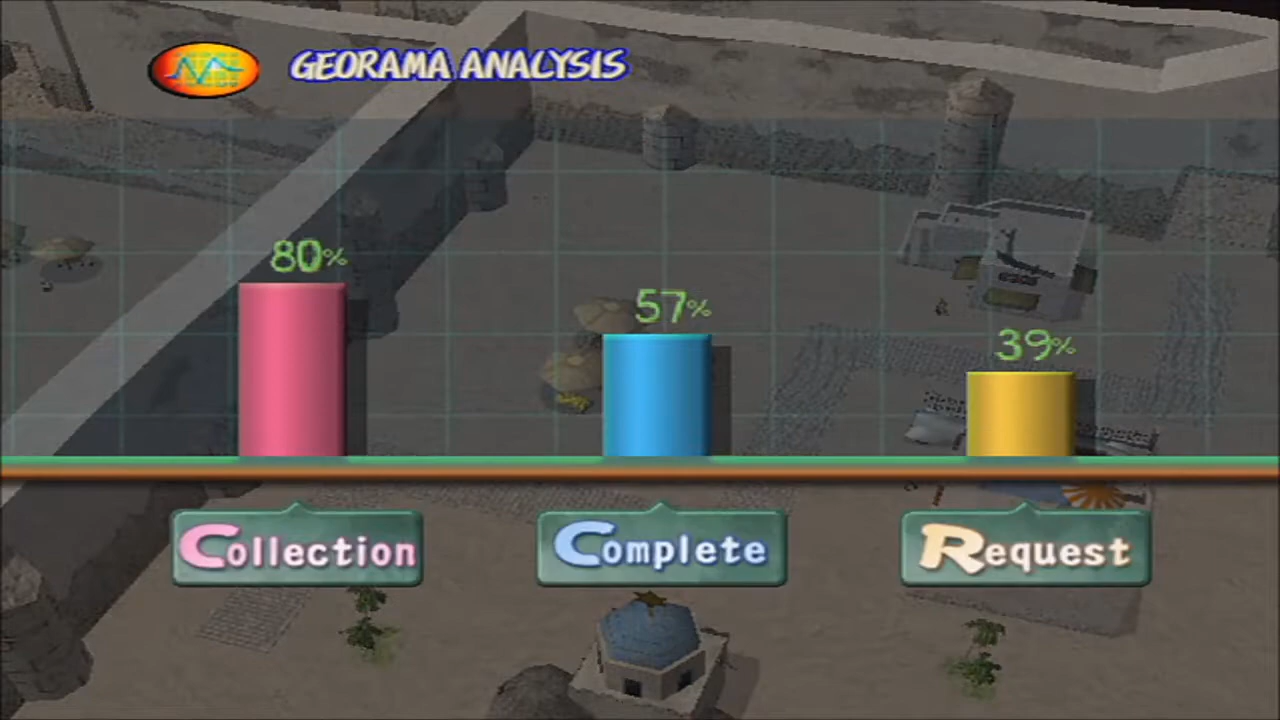 GEORAMA ANALYSIS
80%
57%
39%
Collection
Complete
Request